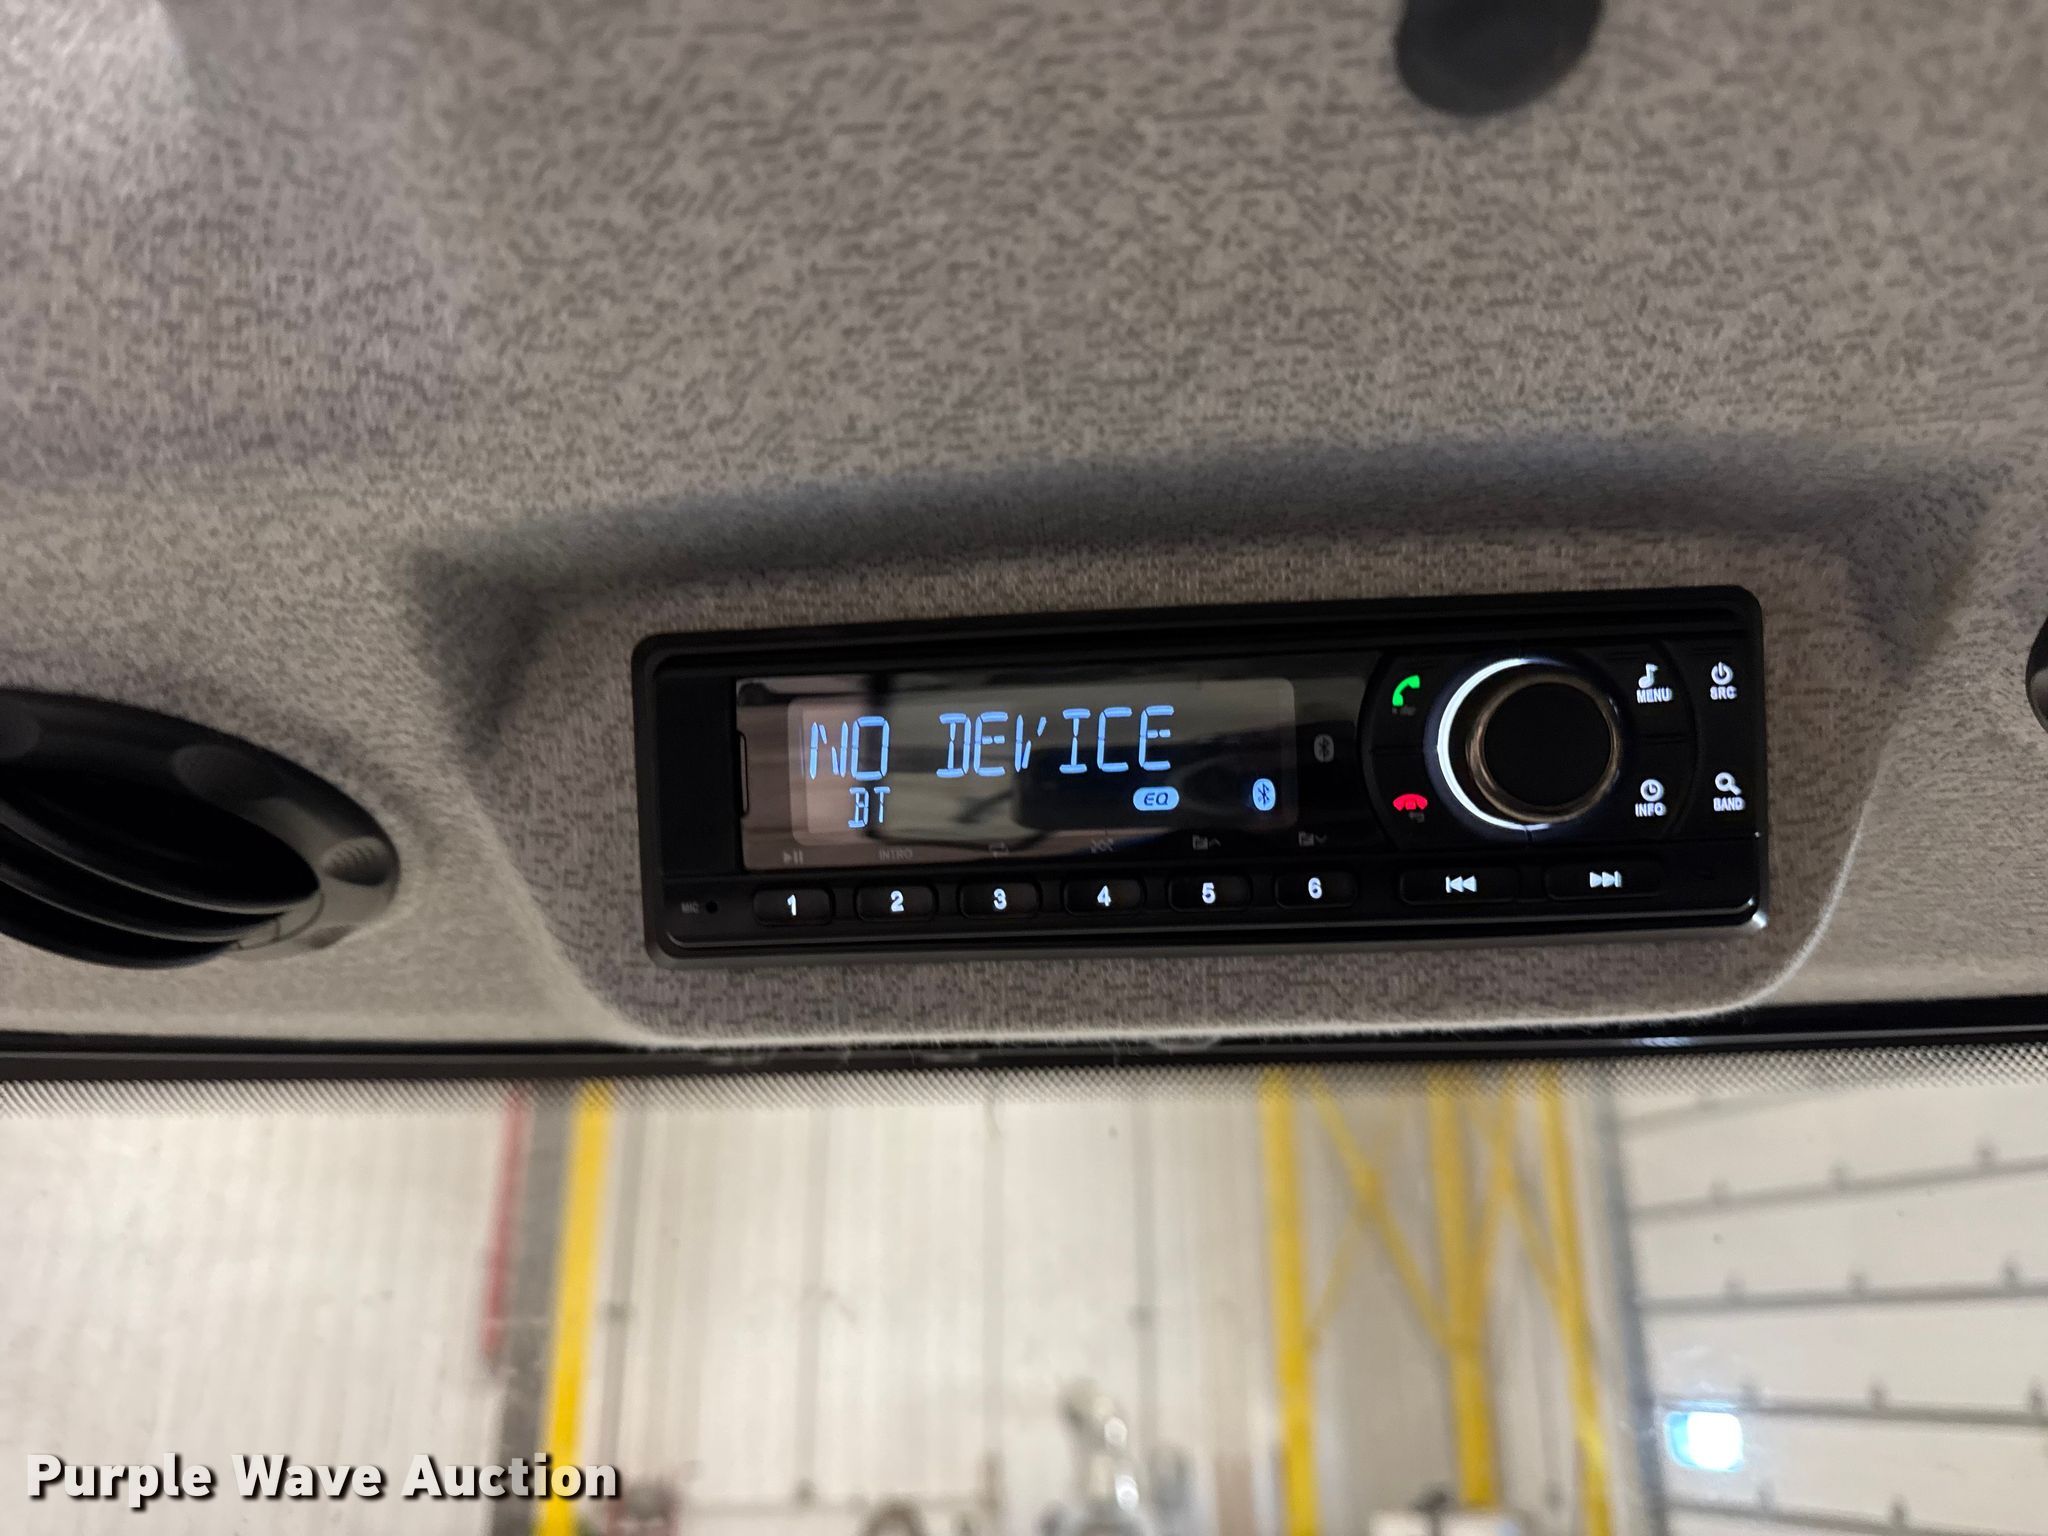 NO DEVICE
BT
EQ
MENU
SRC
INFO
BAND
INTRO
MIC
1
2
3
4
5
6
Purple Wave Auction